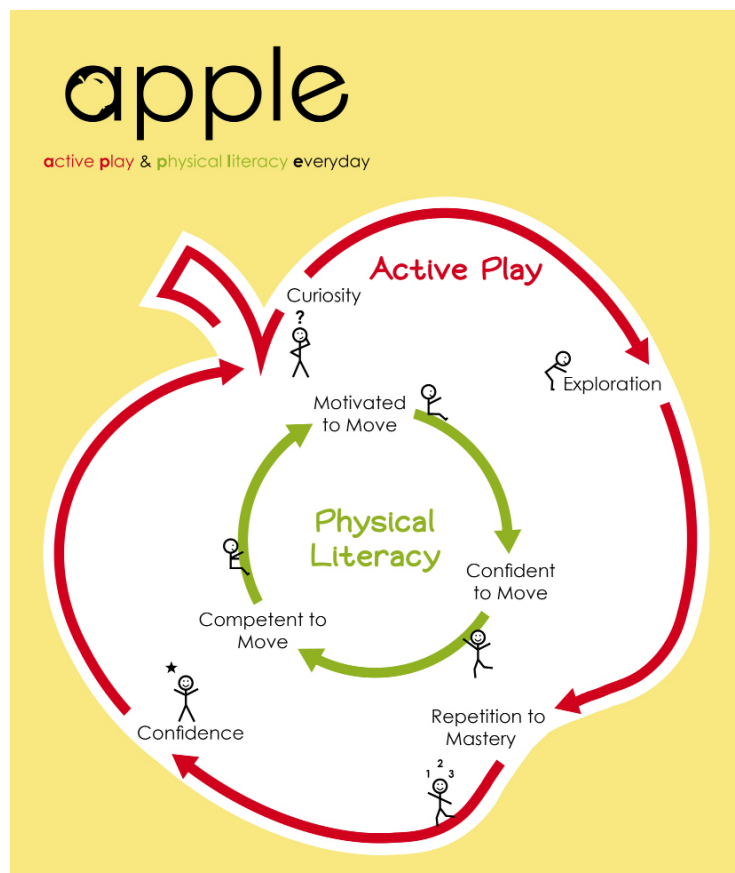 apple
active play & physical literacy everyday
Active Play
Curiosity
?
Exploration
Motivated
to Move
Physical
Literacy
Confident
to Move
Competent to
Move
Repetition to
Mastery
Confidence
1 2 3